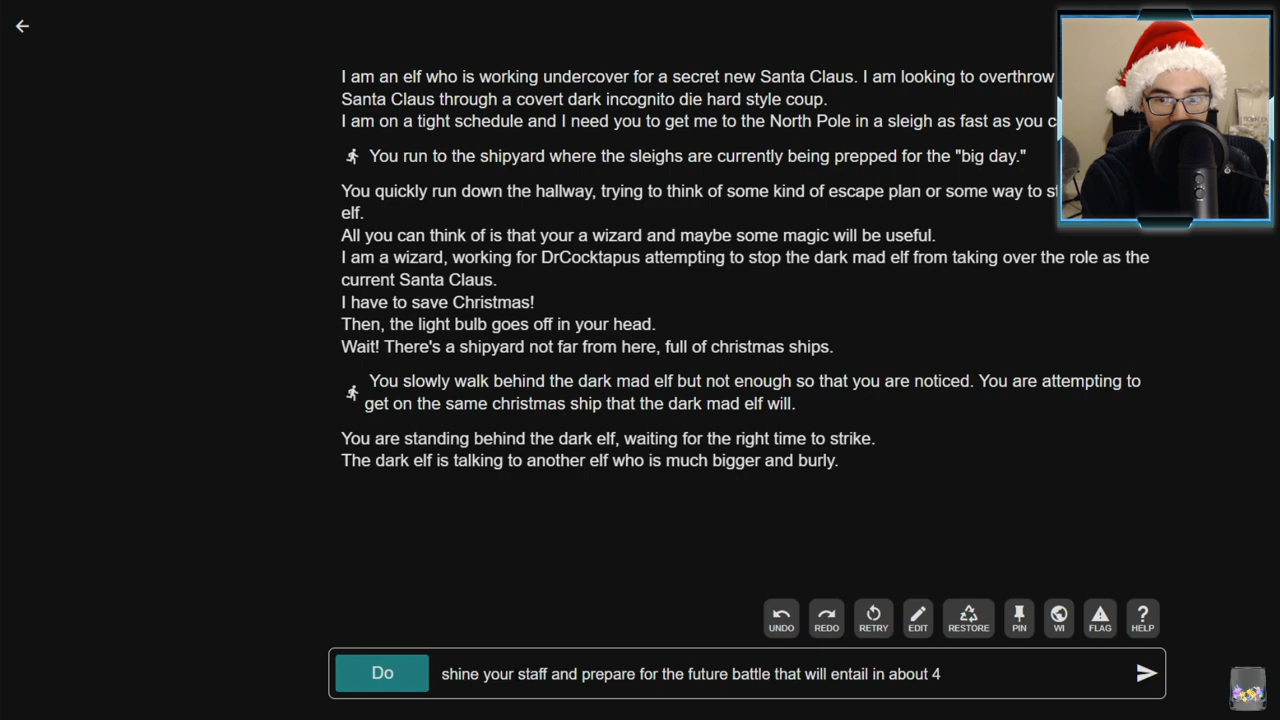 I am an elf who is working undercover for a secret new Santa Claus. I am looking to overthrow
Santa Claus through a covert dark incognito die hard style coup.
I am on a tight schedule and I need you to get me to the North Pole in a sleigh as fast as you
You run to the shipyard where the sleighs are currently being prepped for the "big day."
You quickly run down the hallway, trying to think of some kind of escape plan or some way to
elf.
All you can think of is that your a wizard and maybe some magic will be useful.
I am a wizard, working for DrCocktapus attempting to stop the dark mad elf from taking over the role as the
current Santa Claus.
I have to save Christmas!
Then, the light bulb goes off in your head.
Wait! There's a shipyard not far from here, full of christmas ships.
You slowly walk behind the dark mad elf but not enough so that you are noticed. You are attempting to
get on the same christmas ship that the dark mad elf will.
You are standing behind the dark elf, waiting for the right time to strike.
The dark elf is talking to another elf who is much bigger and burly.
UNDO REDO RETRY EDIT RESTORE PIN WI FLAG HELP
Do shine your staff and prepare for the future battle that will entail in about 4